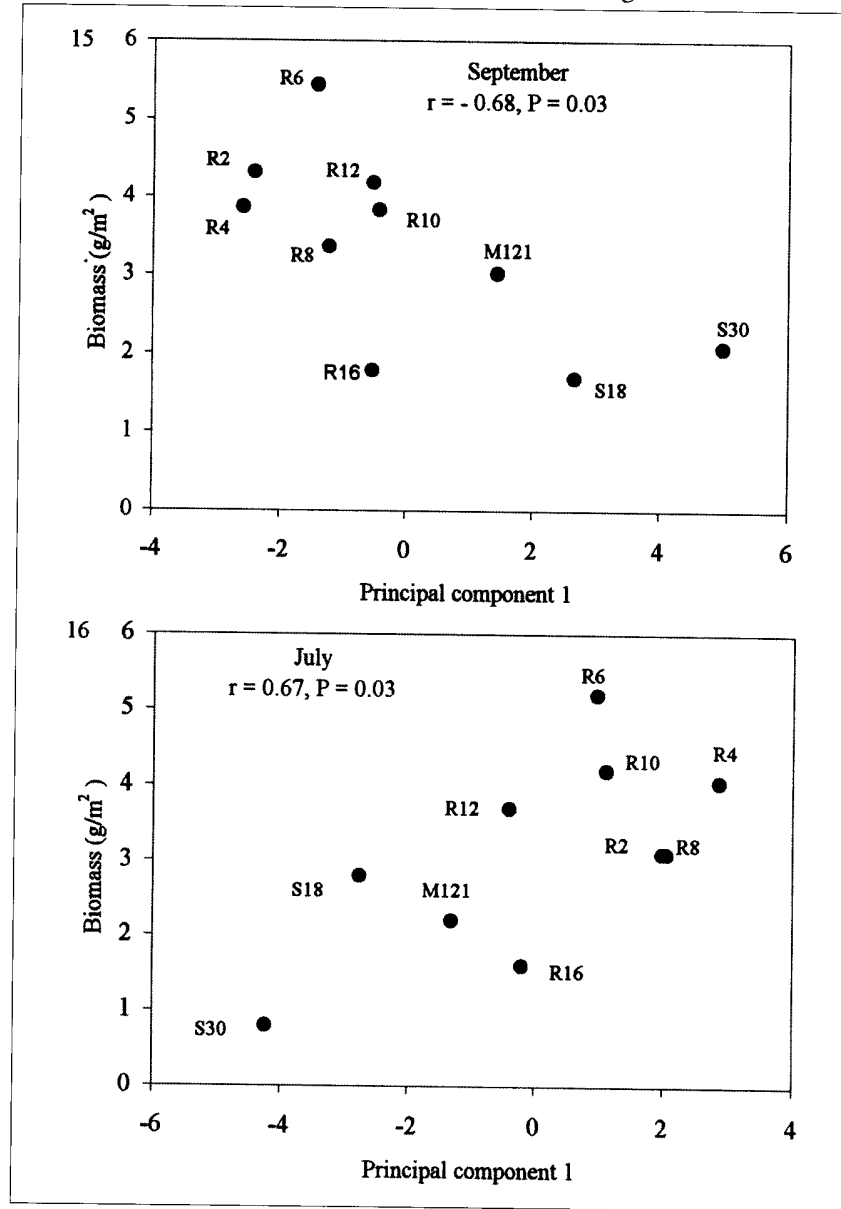 15
6
5
4
3
2
1
0
Biomass (g/m²)
September
r = - 0.68, P = 0.03
R6
R2
R12
R4
R10
R8
M121
S30
R16
S18
-4 -2 0 2 4 6
Principal component 1
16
6
5
4
3
2
1
0
Biomass (g/m²)
July
r = 0.67, P = 0.03
R6
R10
R4
R12
R2
R8
S18
M121
R16
S30
-6 -4 -2 0 2 4
Principal component 1